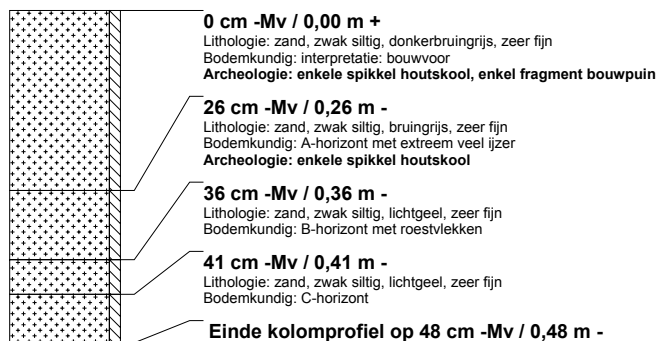 0 cm -Mv / 0,00 m +
Lithologie: zand, zwak siltig, donkerbruingrijs, zeer fijn
Bodemkundig: interpretatie: bouwvoor
Archeologie: enkele spikkel houtskool, enkel fragment bouwpuin
26 cm -Mv / 0,26 m -
Lithologie: zand, zwak siltig, bruingrijs, zeer fijn
Bodemkundig: A-horizont met extreem veel ijzer
Archeologie: enkele spikkel houtskool
36 cm -Mv / 0,36 m -
Lithologie: zand, zwak siltig, lichtgeel, zeer fijn
Bodemkundig: B-horizont met roestvlekken
41 cm -Mv / 0,41 m -
Lithologie: zand, zwak siltig, lichtgeel, zeer fijn
Bodemkundig: C-horizont
Einde kolomprofiel op 48 cm -Mv / 0,48 m -